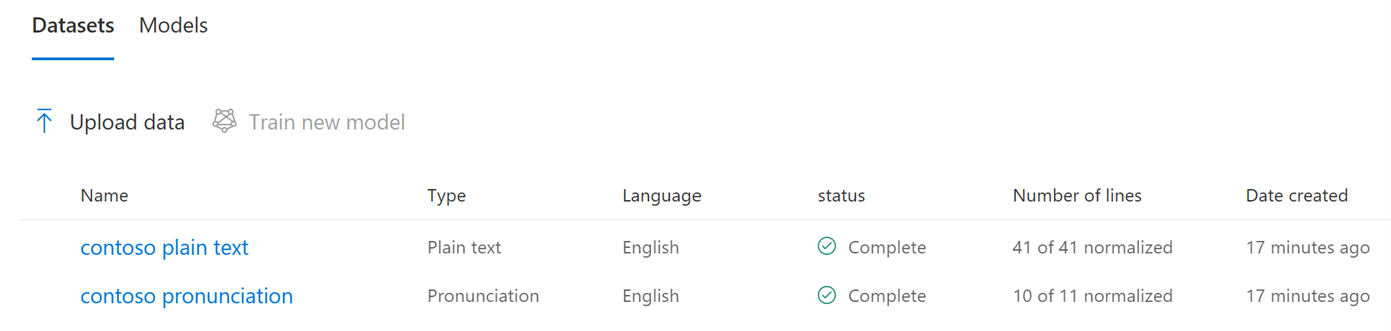 Datasets Models
Upload data Train new model
Name Type Language status Number of lines Date created
contoso plain text Plain text English Complete 41 of 41 normalized 17 minutes ago
contoso pronunciation Pronunciation English Complete 10 of 11 normalized 17 minutes ago